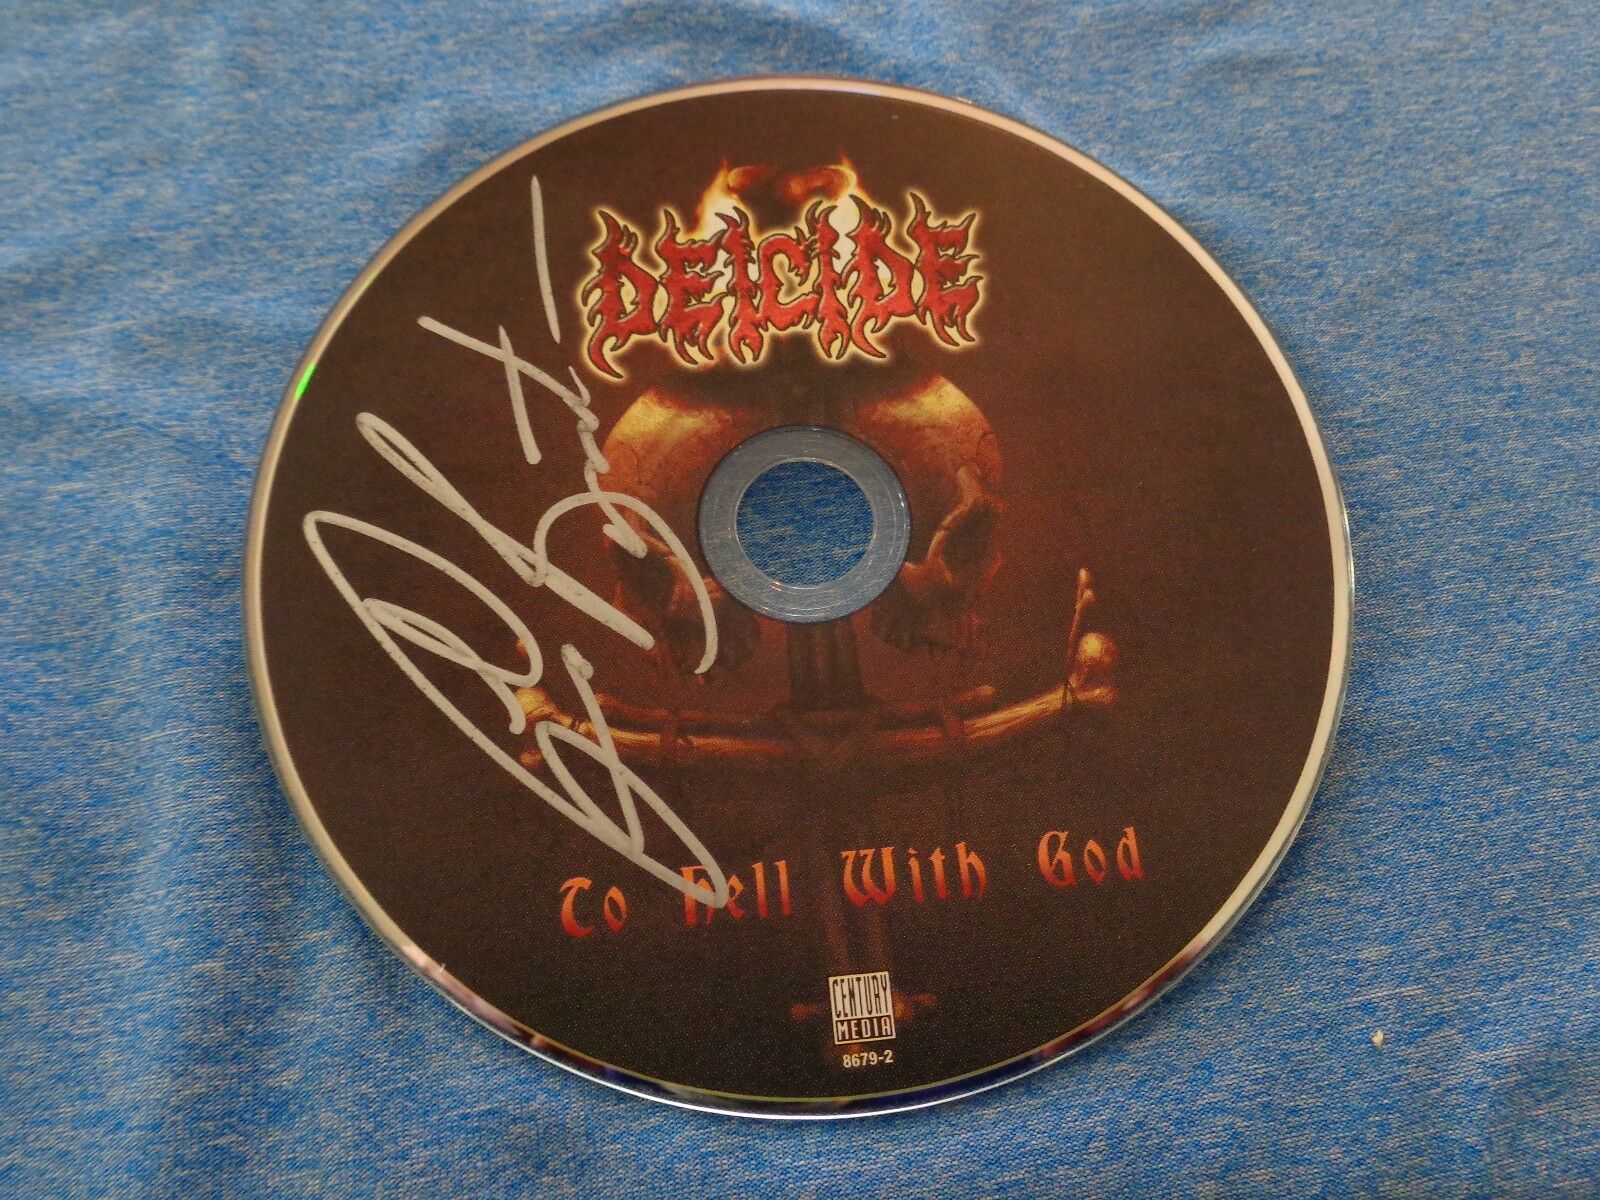 DEICIDE
To Hell With God
CENTURY
MEDIA
8679-2